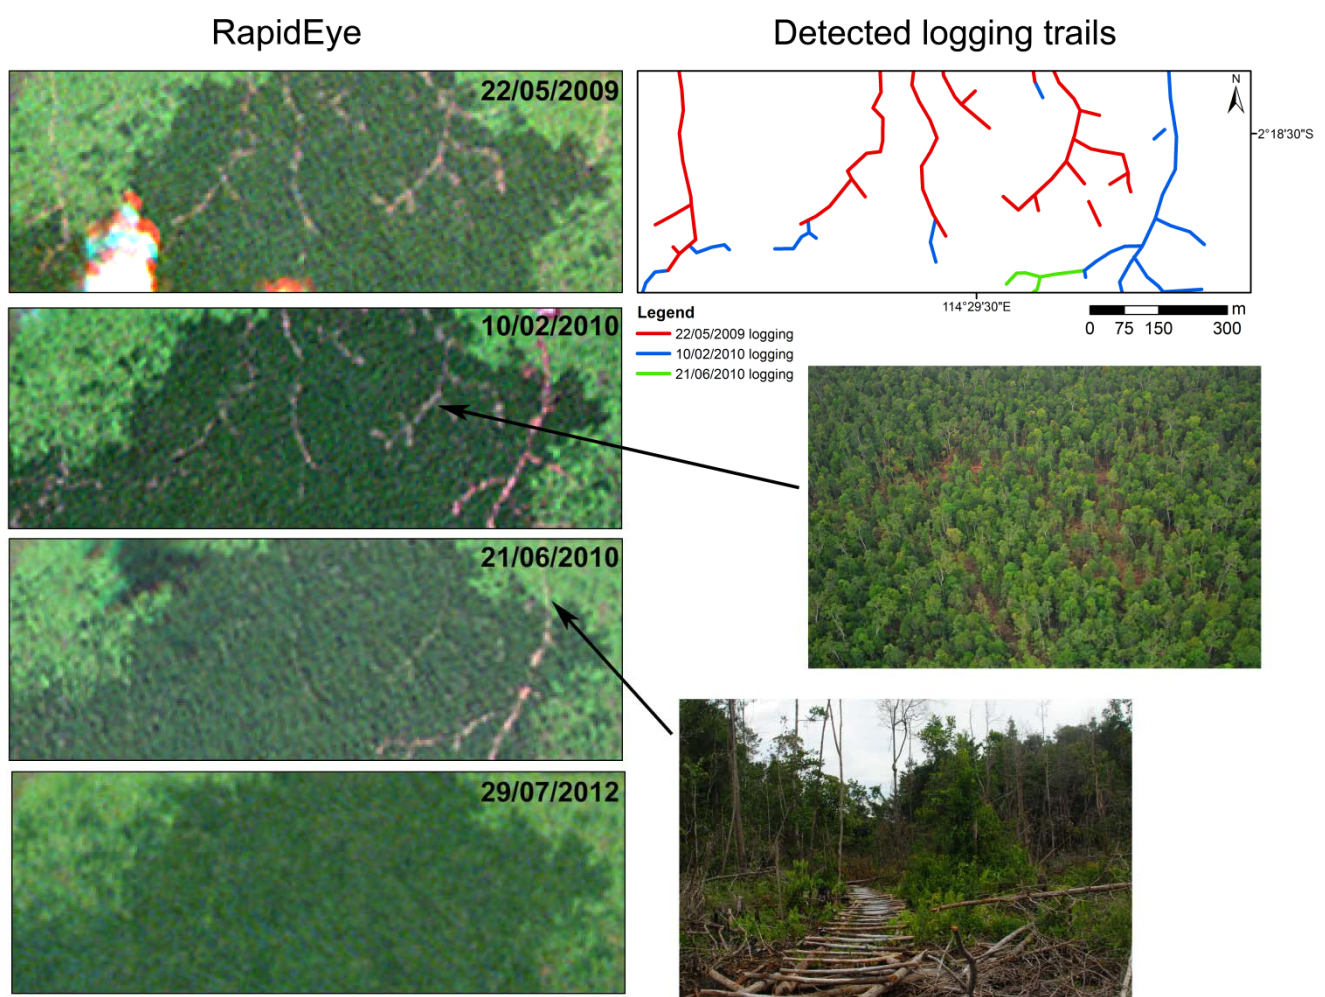 RapidEye
Detected logging trails
22/05/2009
N
2°18'30"S
10/02/2010
114°29'30"E
m
0 75 150 300
Legend
22/05/2009 logging
10/02/2010 logging
21/06/2010 logging
21/06/2010
29/07/2012